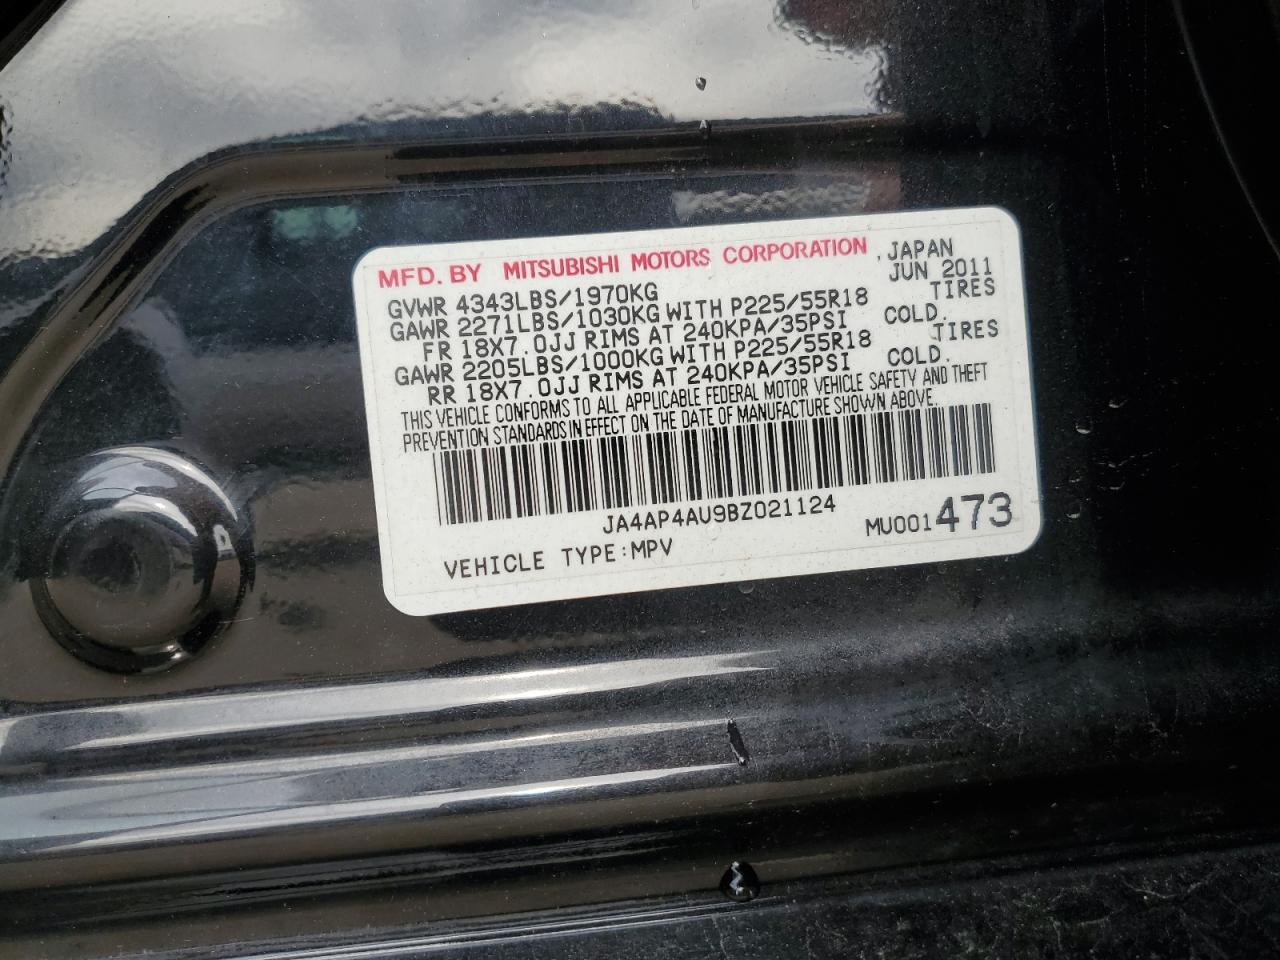 MFD. BY MITSUBISHI MOTORS CORPORATION, JAPAN
GVWR 4343LBS/1970KG JUN 2011
GAWR 2271LBS/1030KG WITH P225/55R18 TIRES
FR 18X7.0JJ RIMS AT 240KPA/35PSI COLD.
GAWR 2205LBS/1000KG WITH P225/55R18 TIRES
RR 18X7.0JJ RIMS AT 240KPA/35PSI COLD.
THIS VEHICLE CONFORMS TO ALL APPLICABLE FEDERAL MOTOR VEHICLE SAFETY AND THEFT
PREVENTION STANDARDS IN EFFECT ON THE DATE OF MANUFACTURE SHOWN ABOVE.
JA4AP4AU9BZ021124
MU001473
VEHICLE TYPE:MPV